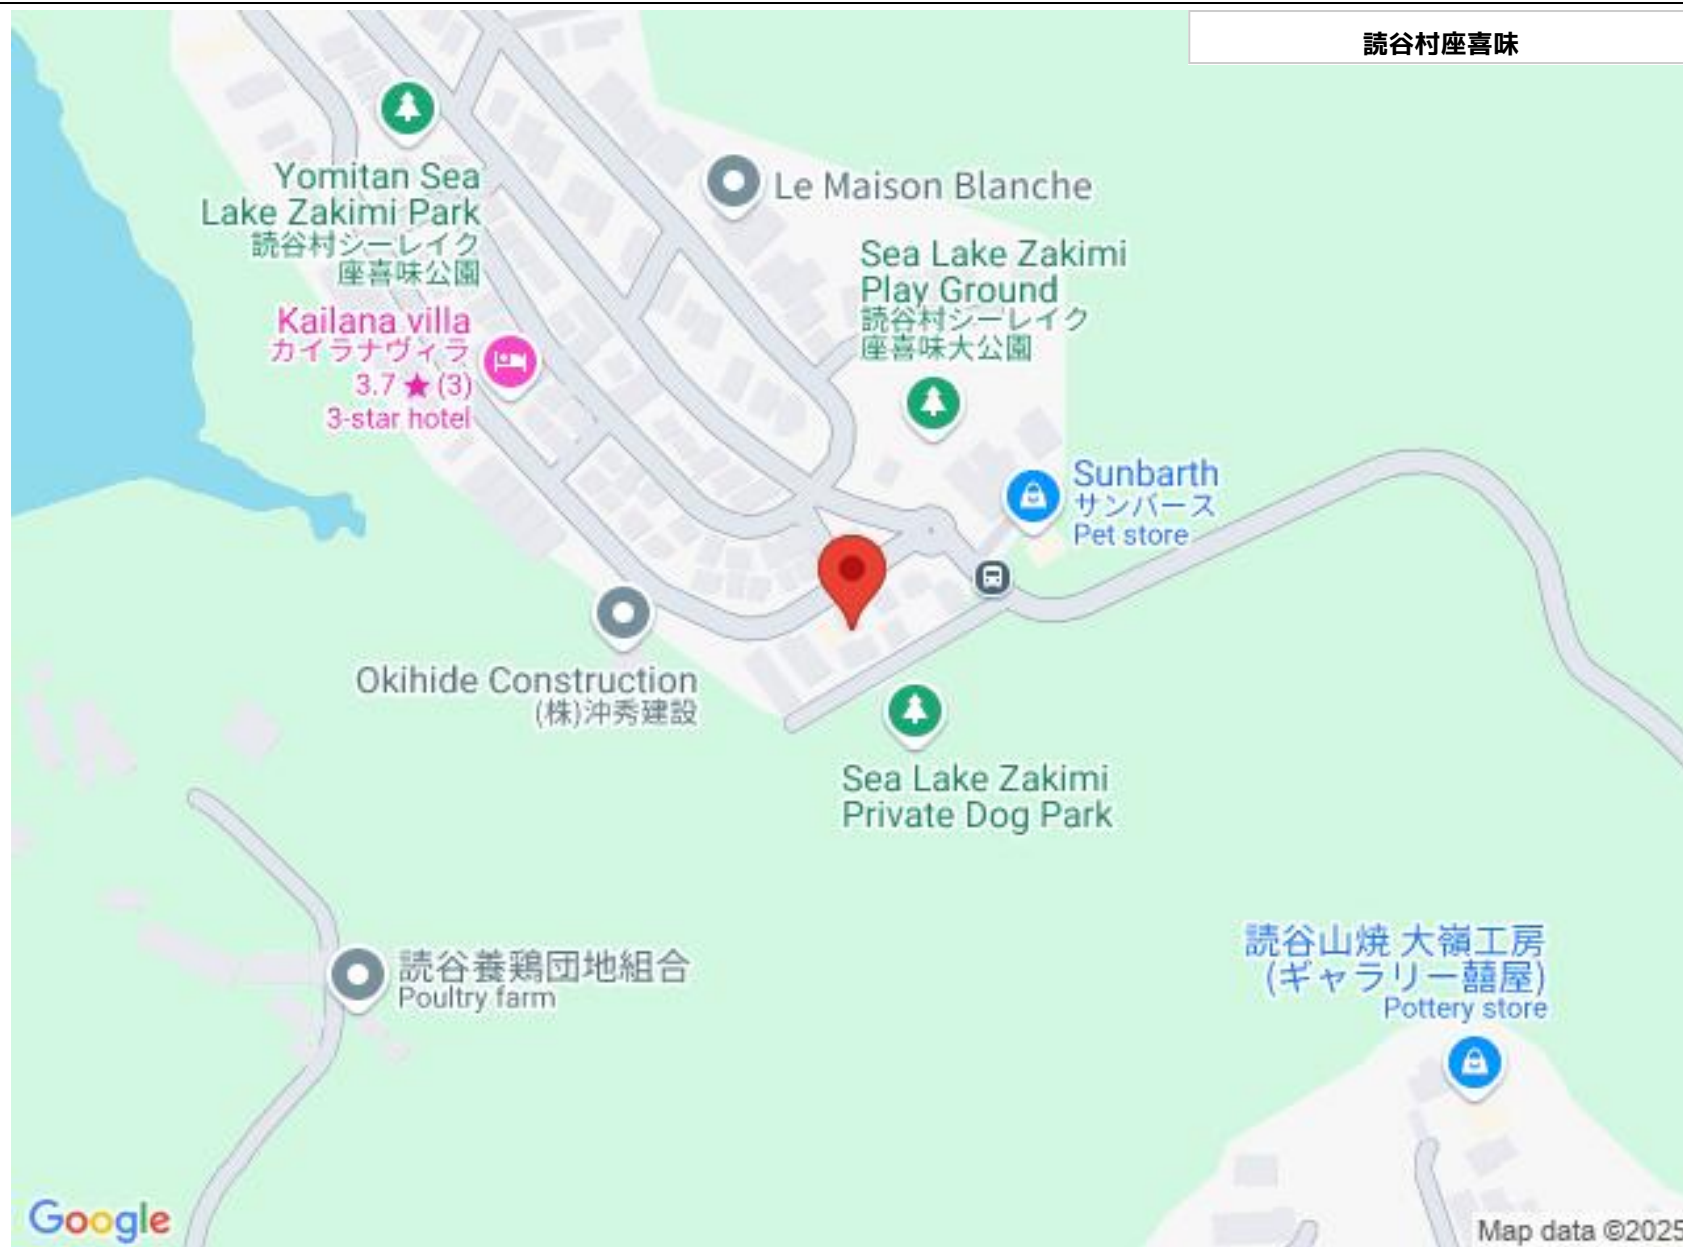 読谷村座喜味
Yomitan Sea
Lake Zakimi Park
読谷村シーレイク
座喜味公園
Le Maison Blanche
Sea Lake Zakimi
Play Ground
読谷村シーレイク
座喜味大公園
Kailana villa
カイラナヴィラ
3.7 ★ (3)
3-star hotel
Sunbarth
サンバース
Pet store
Okihide Construction
(株)沖秀建設
Sea Lake Zakimi
Private Dog Park
読谷養鶏団地組合
Poultry farm
読谷山焼 大嶺工房
(ギャラリー囍屋)
Pottery store
Google
Map data ©2025